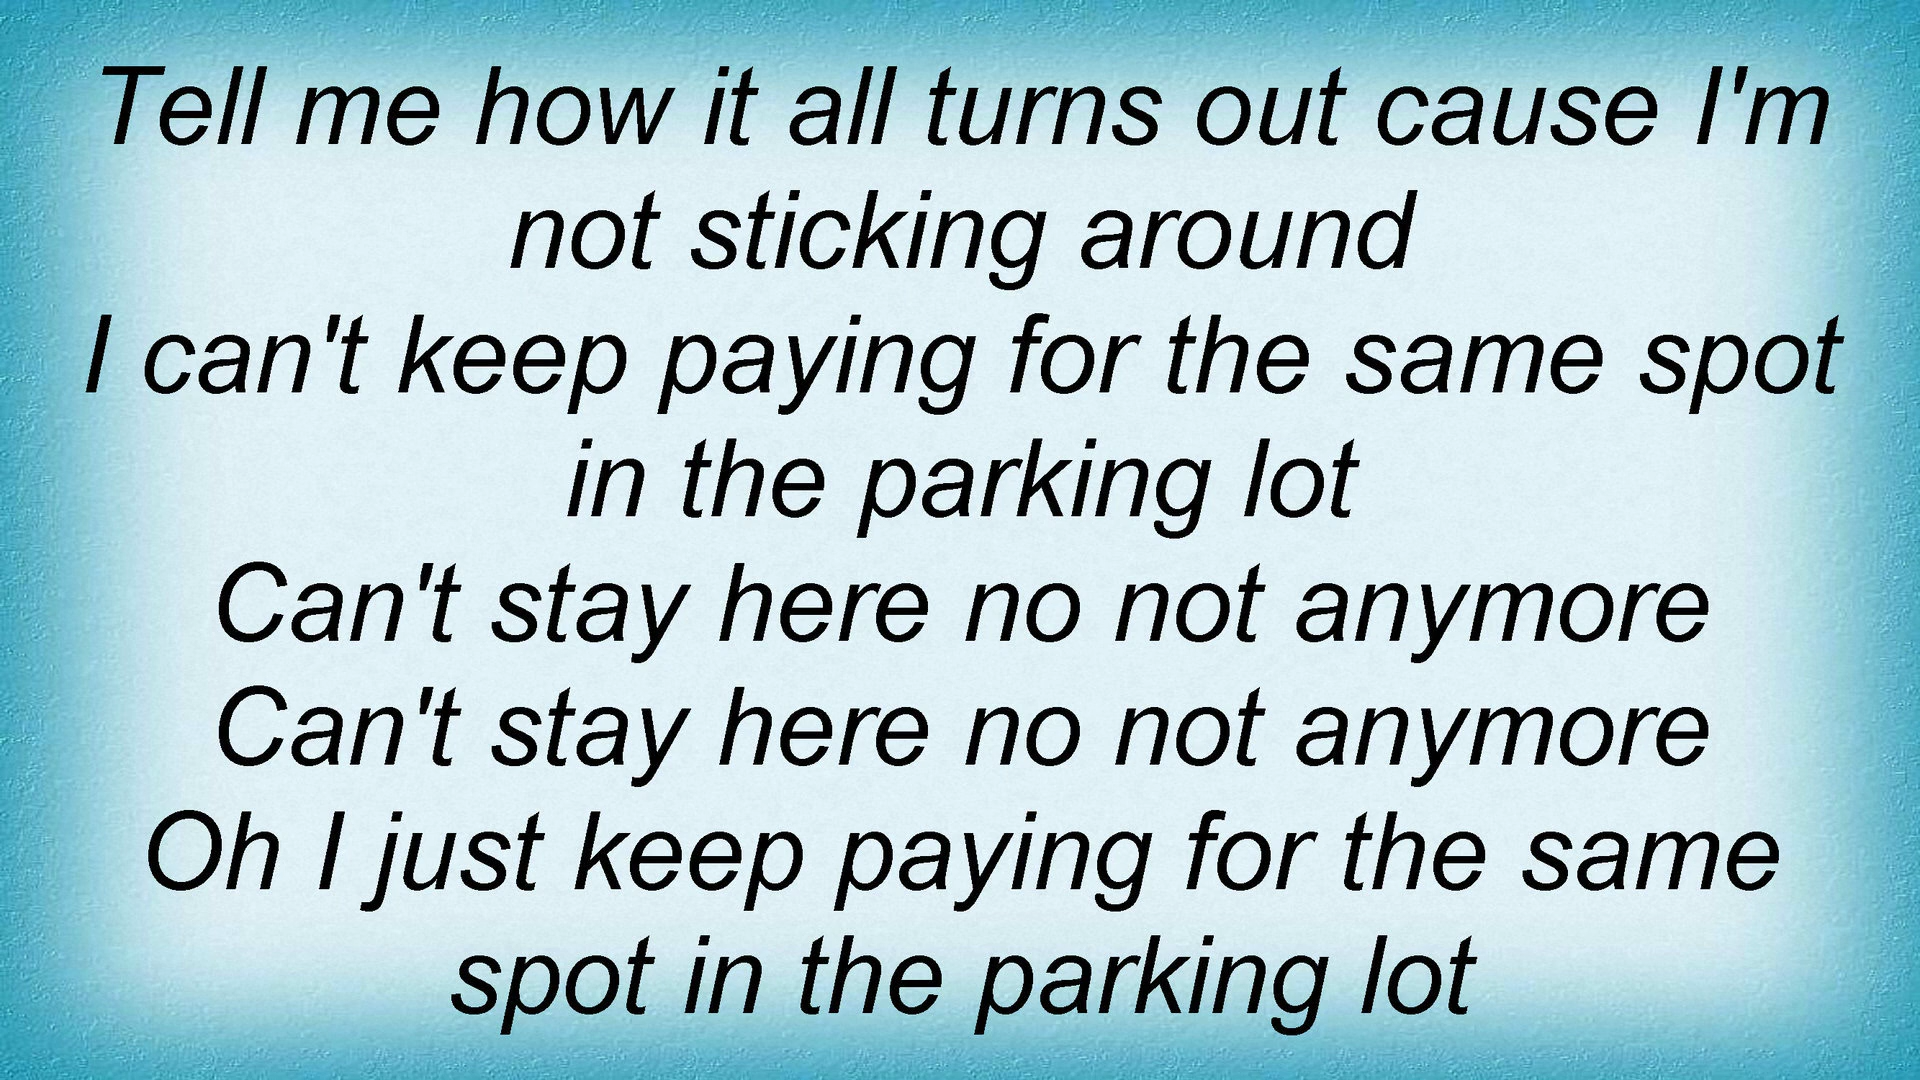 Tell me how it all turns out cause I'm
not sticking around
I can't keep paying for the same spot
in the parking lot
Can't stay here no not anymore
Can't stay here no not anymore
Oh I just keep paying for the same
spot in the parking lot